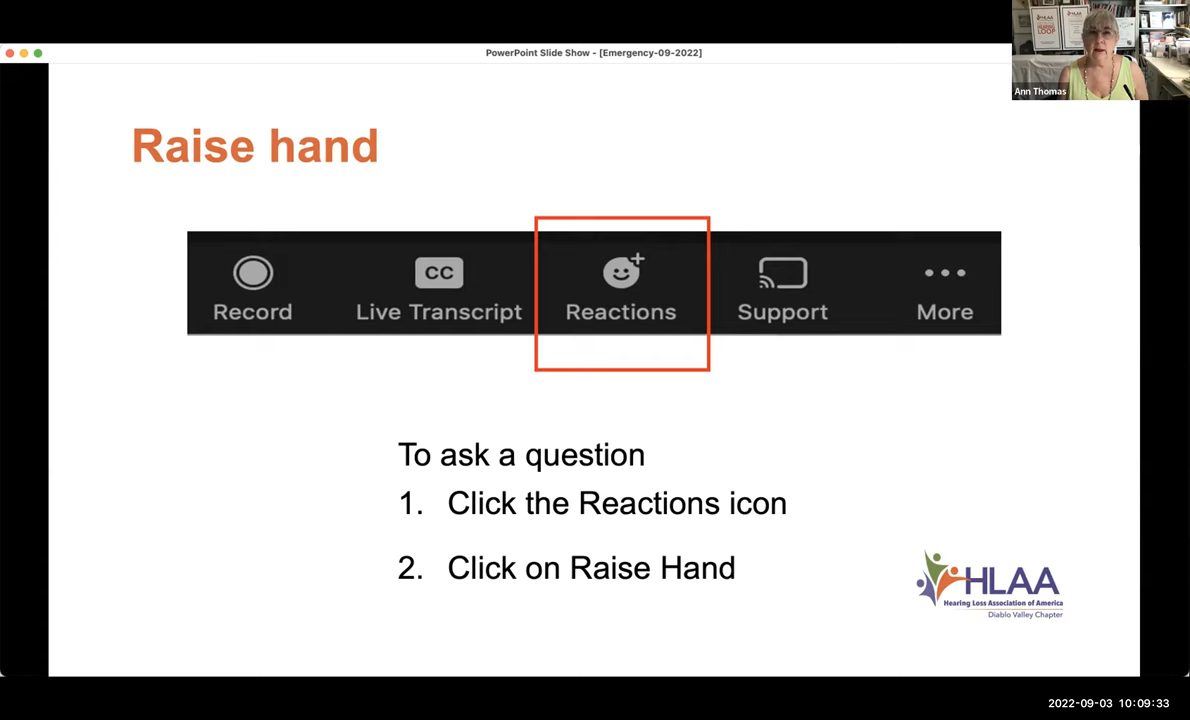 PowerPoint Slide Show - [Emergency-09-2022]
Ann Thomas
Raise hand
CC
Record
Live Transcript
Reactions
Support
More
To ask a question
1. Click the Reactions icon
2. Click on Raise Hand
HLAA
Hearing Loss Association of America
Diablo Valley Chapter
2022-09-03 10:09:33